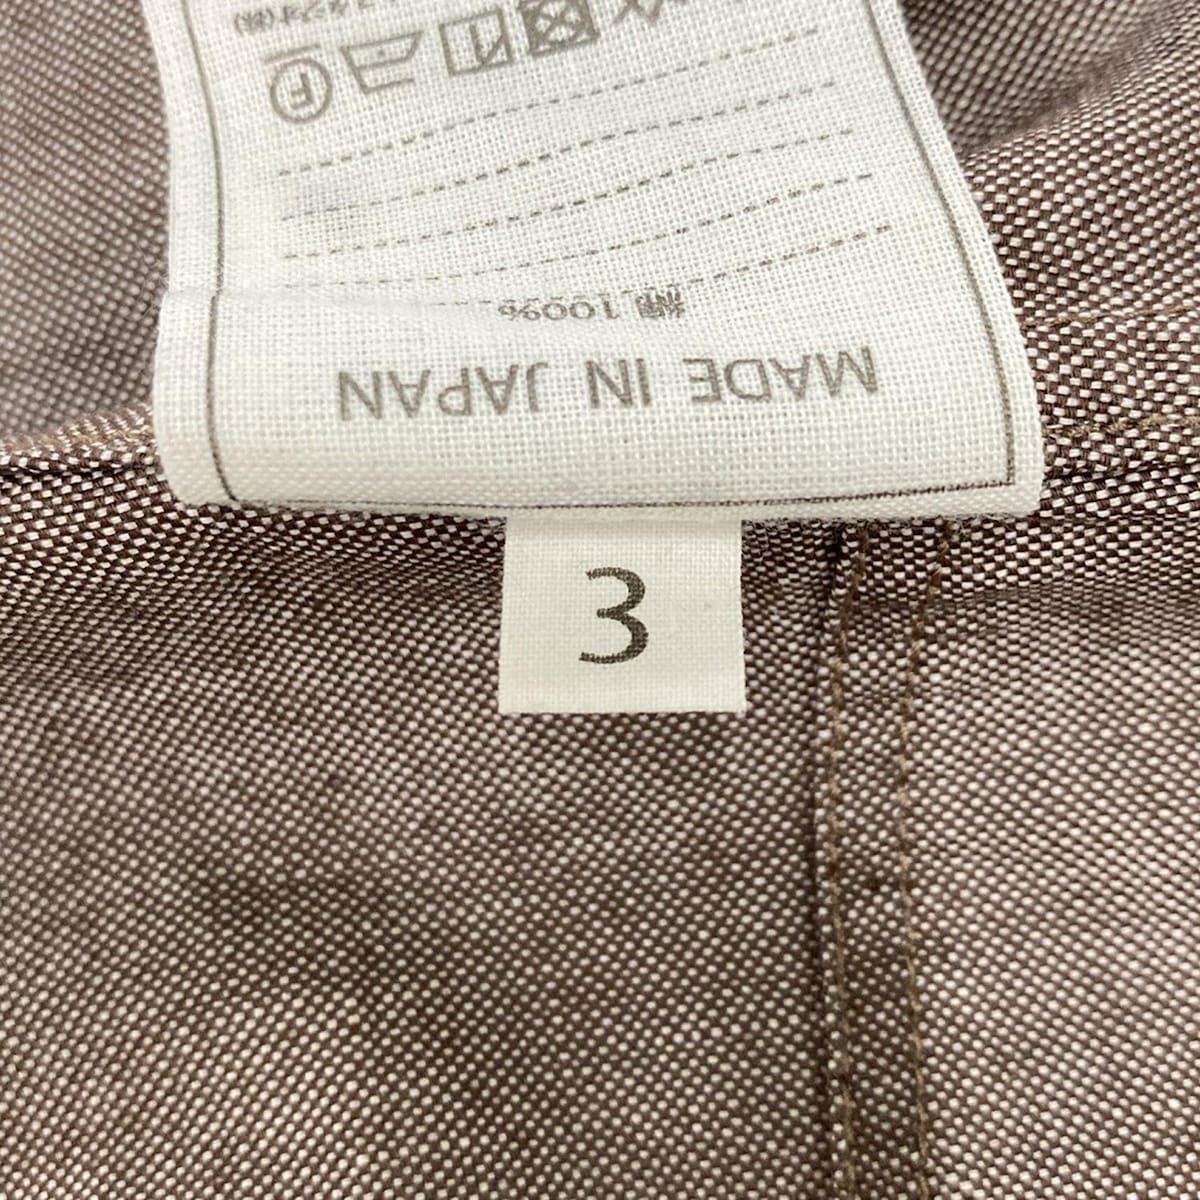 MADE IN JAPAN
綿 100%
F
3